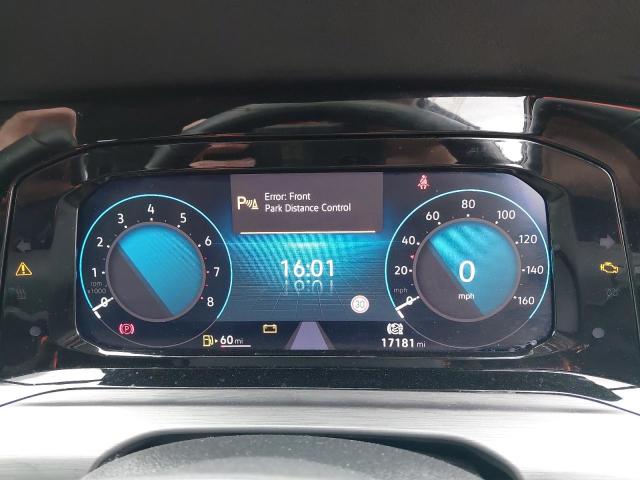 P Error: Front
Park Distance Control
3 4 5
2 6
1 7
0 8
rpm
x1000
16:01
30
60 80 100
40 120
20 140
0 160
mph
0
mph
P
60 mi
17181 mi